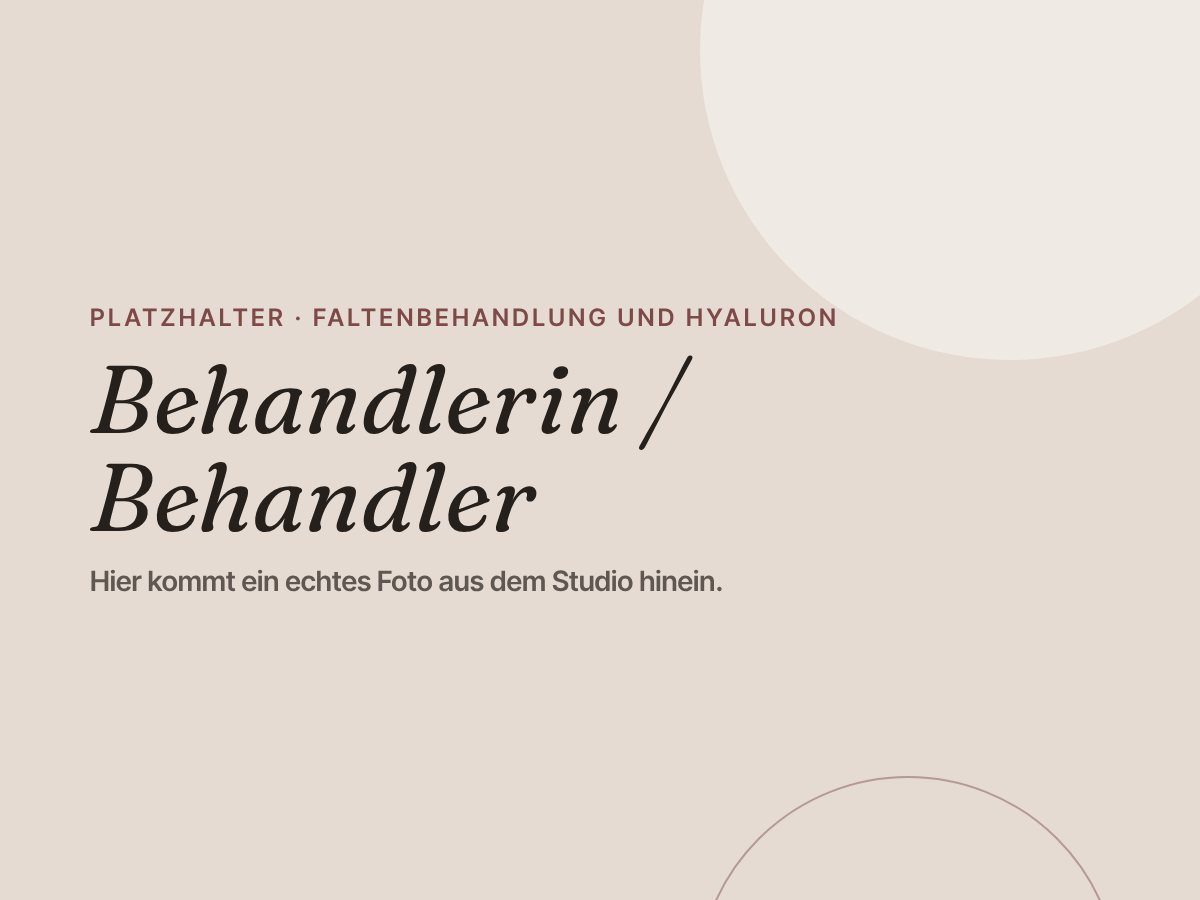 PLATZHALTER · FALTENBEHANDLUNG UND HYALURON
Behandlerin /
Behandler
Hier kommt ein echtes Foto aus dem Studio hinein.